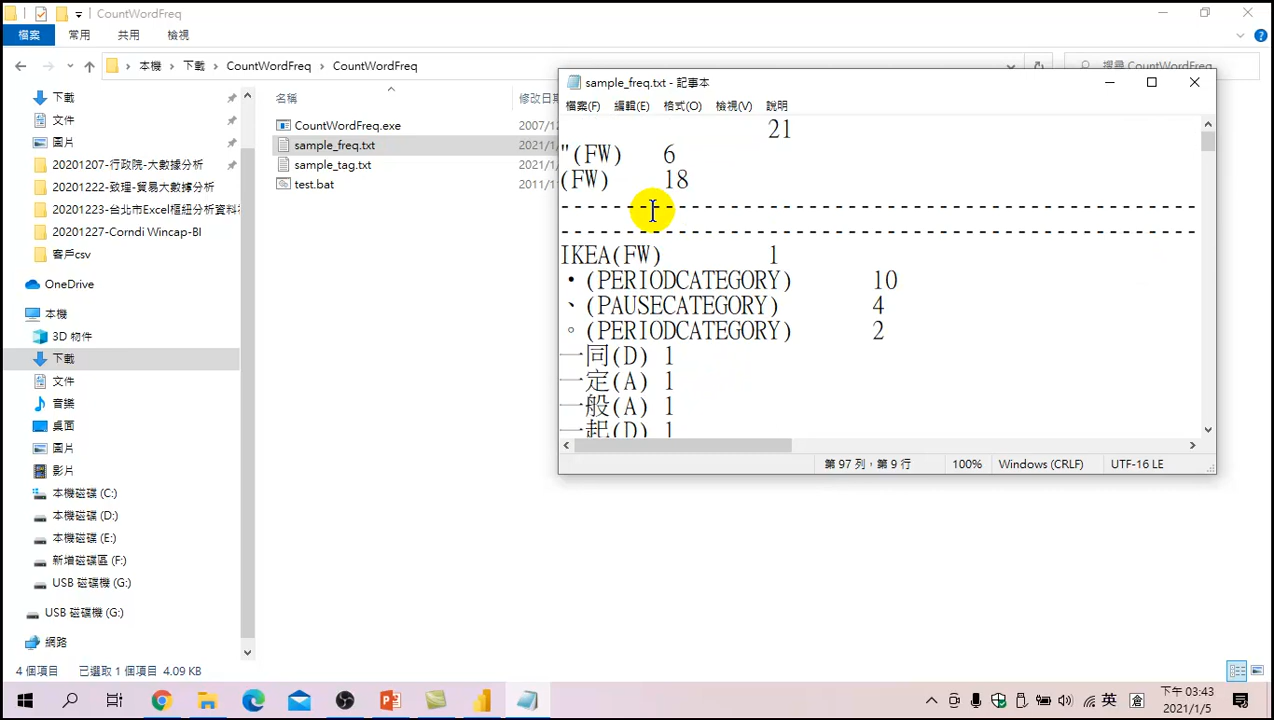 CountWordFreq
檔案 常用 共用 檢視
本機 下載 CountWordFreq CountWordFreq 搜尋 CountWordFreq
下載
文件
圖片
20201207-行政院-大數據分析
20201222-致理-貿易大數據分析
20201223-台北市Excel樞紐分析資料視
20201227-Corndi Wincap-BI
客戶csv
OneDrive
本機
3D 物件
下載
文件
音樂
桌面
圖片
影片
本機磁碟 (C:)
本機磁碟 (D:)
本機磁碟 (E:)
新增磁碟區 (F:)
USB 磁碟機 (G:)
USB 磁碟機 (G:)
網路
名稱 修改日期
CountWordFreq.exe 2007/12
sample_freq.txt 2021/1/
sample_tag.txt 2021/1/
test.bat 2011/11
sample_freq.txt - 記事本
檔案(F) 編輯(E) 格式(O) 檢視(V) 說明
21
"(FW) 6
(FW) 18
-------------------------------------------------
-------------------------------------------------
IKEA(FW) 1
・(PERIODCATEGORY) 10
、(PAUSECATEGORY) 4
。(PERIODCATEGORY) 2
一同(D) 1
一定(A) 1
一般(A) 1
一起(D) 1
第 97 列，第 9 行 100% Windows (CRLF) UTF-16 LE
4 個項目 已選取 1 個項目 4.09 KB
英 倉 下午 03:43
2021/1/5